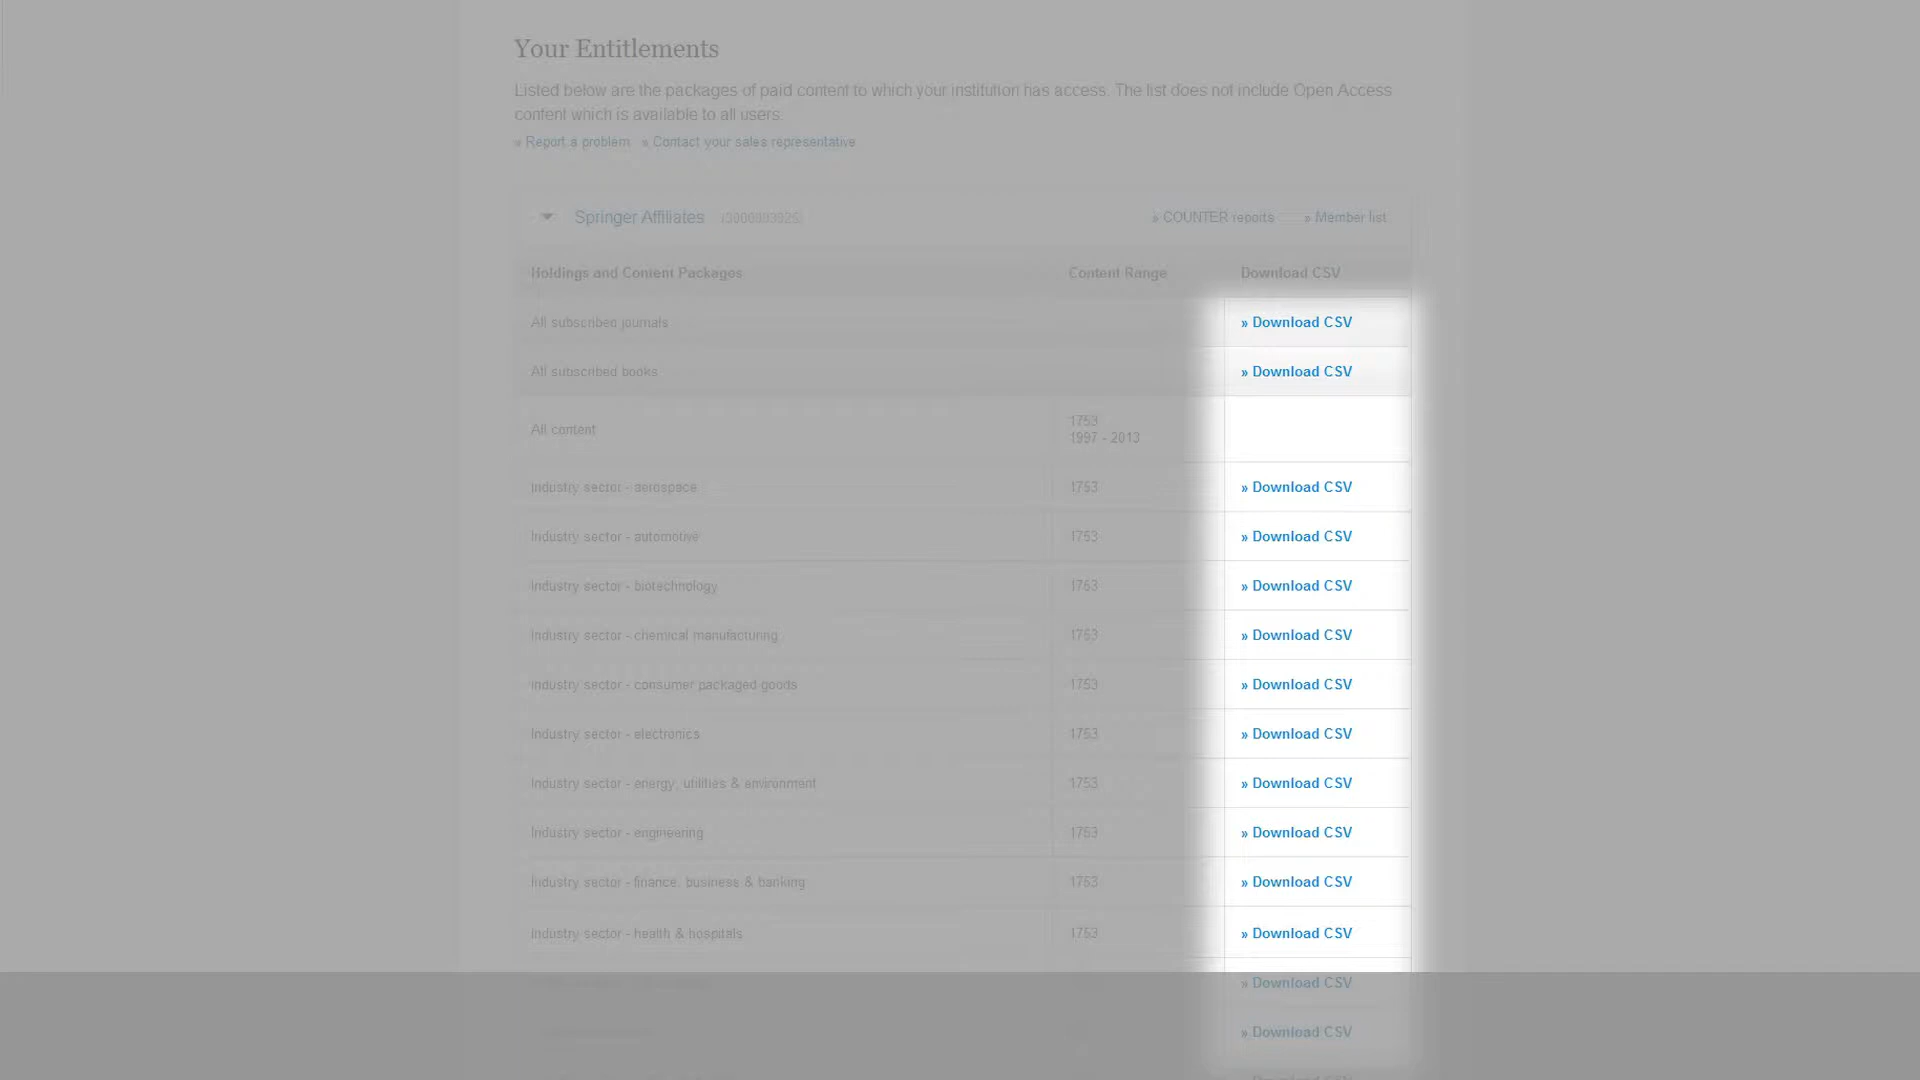 Your Entitlements
Listed below are the packages of paid content to which your institution has access. The list does not include Open Access
content which is available to all users.
» Report a problem » Contact your sales representative
Springer Affiliates » COUNTER reports » Member list
Holdings and Content Packages Content Range Download CSV
All subscribed journals » Download CSV
All subscribed books » Download CSV
All content 1753
1997 - 2013
Industry sector - aerospace 1753 » Download CSV
Industry sector - automotive 1753 » Download CSV
Industry sector - biotechnology 1753 » Download CSV
Industry sector - chemical manufacturing 1753 » Download CSV
Industry sector - consumer packaged goods 1753 » Download CSV
Industry sector - electronics 1753 » Download CSV
Industry sector - energy, utilities & environment 1753 » Download CSV
Industry sector - engineering 1753 » Download CSV
Industry sector - finance, business & banking 1753 » Download CSV
Industry sector - health & hospitals 1753 » Download CSV
» Download CSV
» Download CSV